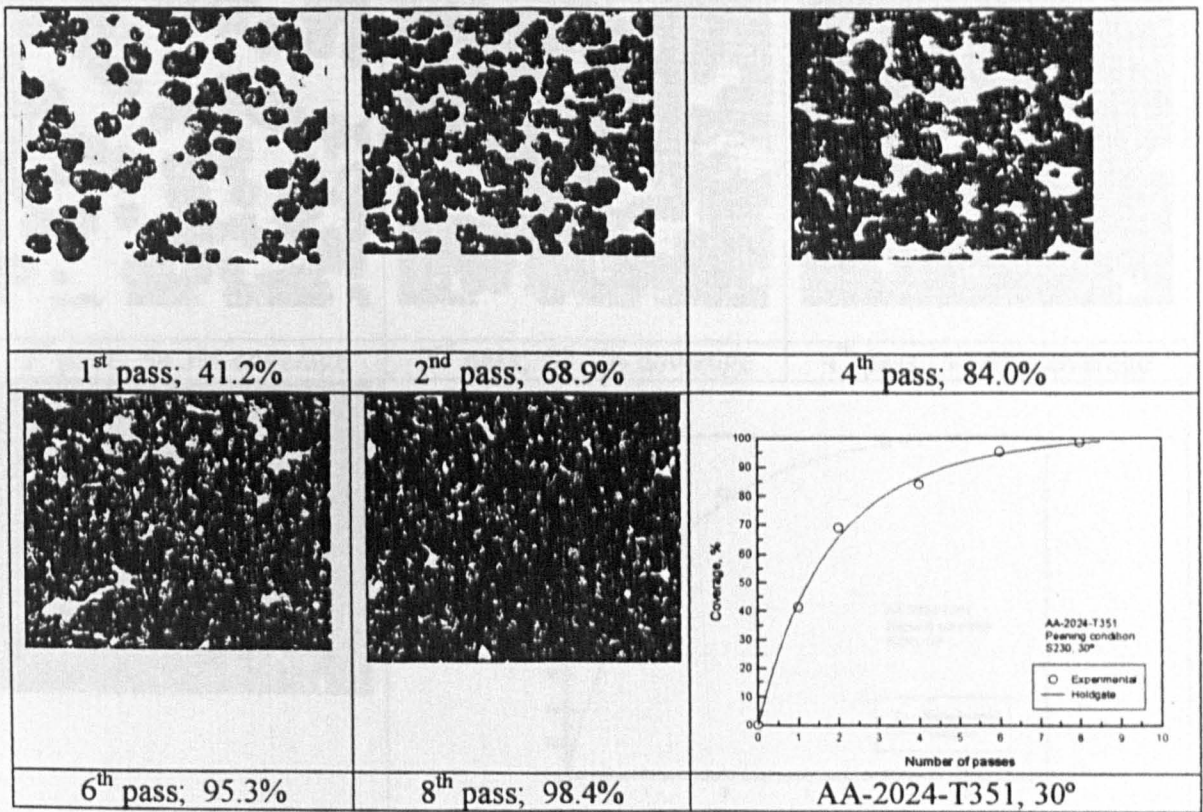 1st pass; 41.2%
2nd pass; 68.9%
4th pass; 84.0%
6th pass; 95.3%
8th pass; 98.4%
100
90
80
70
60
50
40
30
20
10
0
Coverage, %
AA-2024-T351
Peening condition
S230, 30º
Experimental
Holdgate
0 1 2 3 4 5 6 7 8 9 10
Number of passes
AA-2024-T351, 30º